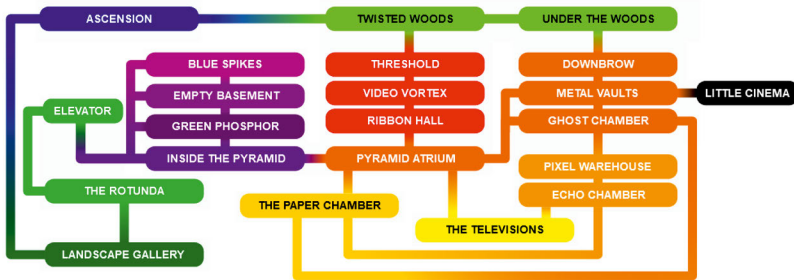 ASCENSION
TWISTED WOODS
UNDER THE WOODS
BLUE SPIKES
THRESHOLD
DOWNBROW
EMPTY BASEMENT
VIDEO VORTEX
METAL VAULTS
LITTLE CINEMA
ELEVATOR
GREEN PHOSPHOR
RIBBON HALL
GHOST CHAMBER
INSIDE THE PYRAMID
PYRAMID ATRIUM
PIXEL WAREHOUSE
THE ROTUNDA
THE PAPER CHAMBER
ECHO CHAMBER
THE TELEVISIONS
LANDSCAPE GALLERY